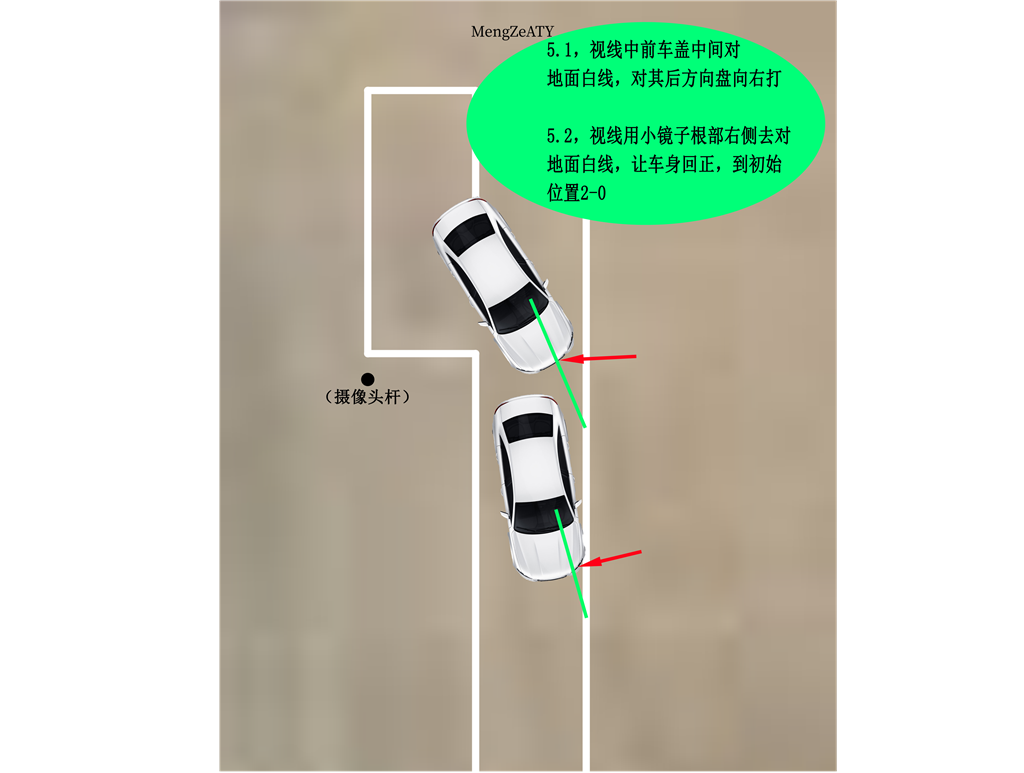 MengZeATY
5.1，视线中前车盖中间对
地面白线，对其后方向盘向右打
5.2，视线用小镜子根部右侧去对
地面白线，让车身回正，到初始
位置2-0
（摄像头杆）